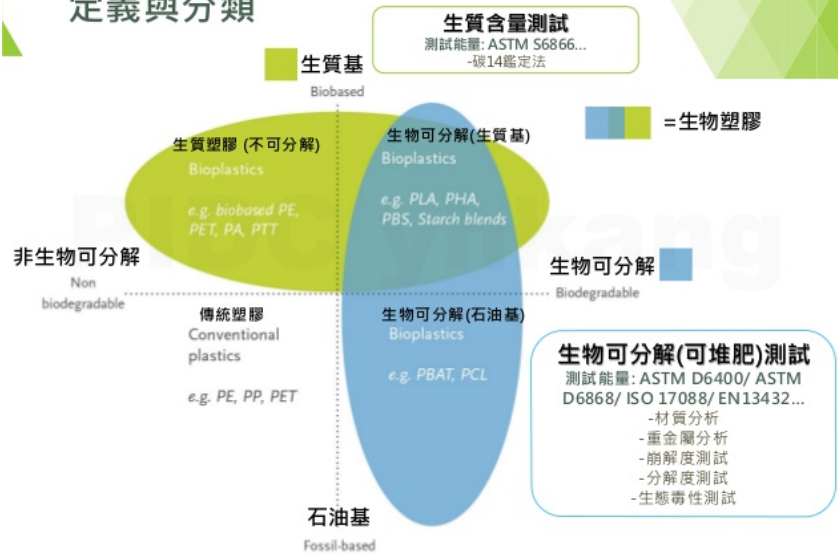 定義與分類
生質含量測試
測試能量: ASTM S6866...
-碳14鑑定法
生質基
Biobased
=生物塑膠
生質塑膠 (不可分解)
Bioplastics
e.g. biobased PE,
PET, PA, PTT
生物可分解(生質基)
Bioplastics
e.g. PLA, PHA,
PBS, Starch blends
非生物可分解
Non
biodegradable
生物可分解
Biodegradable
傳統塑膠
Conventional
plastics
e.g. PE, PP, PET
生物可分解(石油基)
Bioplastics
e.g. PBAT, PCL
生物可分解(可堆肥)測試
測試能量: ASTM D6400/ ASTM
D6868/ ISO 17088/ EN13432...
-材質分析
-重金屬分析
-崩解度測試
-分解度測試
-生態毒性測試
石油基
Fossil-based